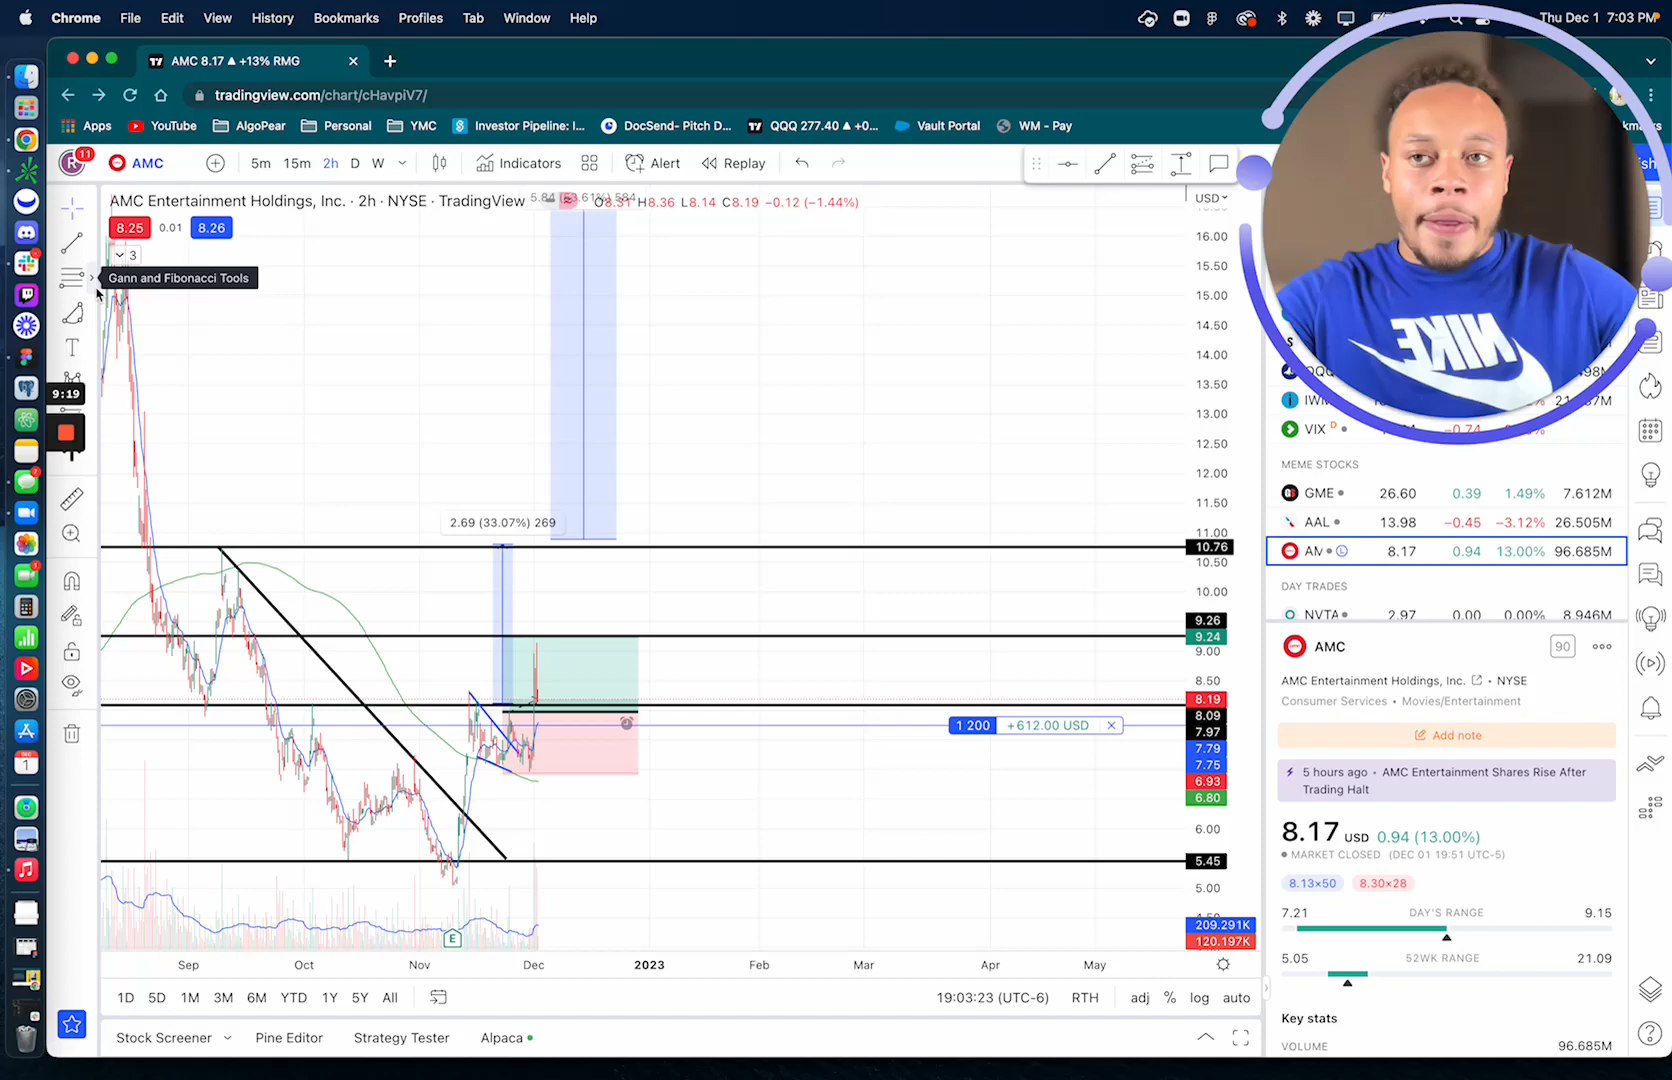 Chrome File Edit View History Bookmarks Profiles Tab Window Help
Thu Dec 1 7:03 PM
AMC 8.17 ▲ +13% RMG
tradingview.com/chart/cHavpiV7/
Apps YouTube AlgoPear Personal YMC Investor Pipeline: I... DocSend- Pitch D... QQQ 277.40 ▲ +0... Vault Portal WM - Pay
R 11 AMC 5m 15m 2h D W Indicators Alert Replay
AMC Entertainment Holdings, Inc. · 2h · NYSE · TradingView
H8.36 L8.14 C8.19 −0.12 (−1.44%)
USD
8.25 0.01 8.26
3
Gann and Fibonacci Tools
9:19
2.69 (33.07%) 269
16.00
15.50
15.00
14.50
14.00
13.50
13.00
12.50
12.00
11.50
11.00
10.76
10.50
10.00
9.26
9.24
9.00
8.50
8.19
8.09
7.97
7.79
7.75
6.93
6.80
6.00
5.45
5.00
209.291K
120.197K
1 200 +612.00 USD
E
Sep Oct Nov Dec 2023 Feb Mar Apr May
1D 5D 1M 3M 6M YTD 1Y 5Y All
19:03:23 (UTC-6) RTH adj % log auto
Stock Screener Pine Editor Strategy Tester Alpaca
NIKE
VIX D −0.74
MEME STOCKS
GME 26.60 0.39 1.49% 7.612M
AAL 13.98 −0.45 −3.12% 26.505M
AM L 8.17 0.94 13.00% 96.685M
DAY TRADES
NVTA 2.97 0.00 0.00% 8.946M
AMC 90
AMC Entertainment Holdings, Inc. • NYSE
Consumer Services • Movies/Entertainment
Add note
5 hours ago • AMC Entertainment Shares Rise After
Trading Halt
8.17 USD 0.94 (13.00%)
MARKET CLOSED (DEC 01 19:51 UTC-5)
8.13×50 8.30×28
7.21 DAY'S RANGE 9.15
5.05 52WK RANGE 21.09
Key stats
VOLUME 96.685M